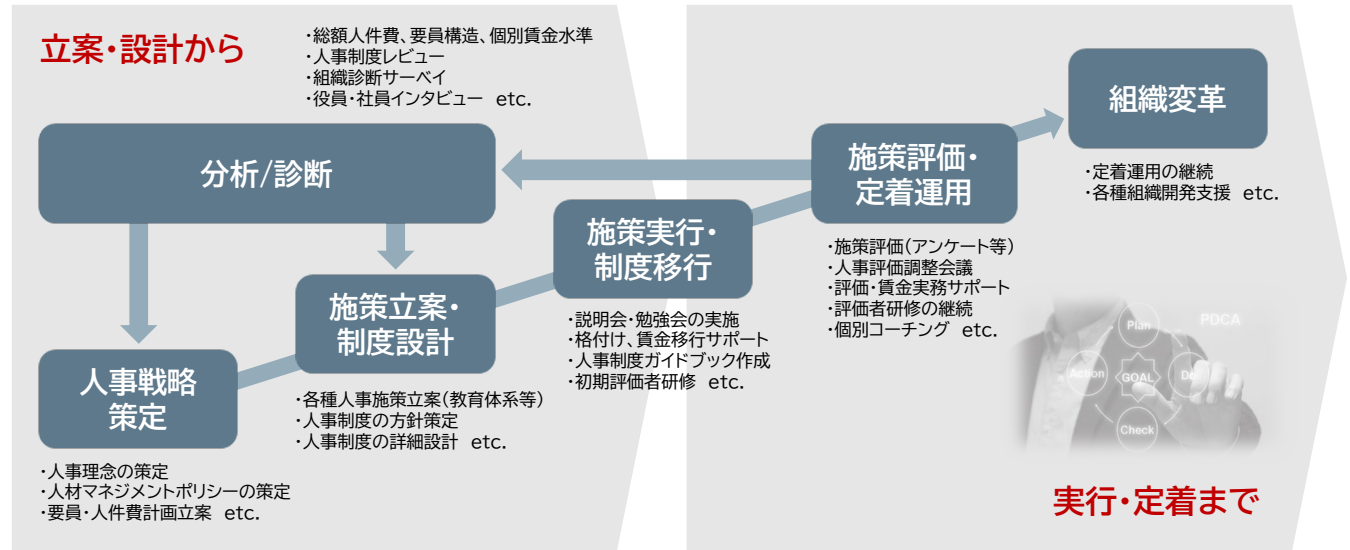 立案・設計から
・総額人件費、要員構造、個別賃金水準
・人事制度レビュー
・組織診断サーベイ
・役員・社員インタビュー etc.
分析/診断
人事戦略
策定
・人事理念の策定
・人材マネジメントポリシーの策定
・要員・人件費計画立案 etc.
施策立案・
制度設計
・各種人事施策立案(教育体系等)
・人事制度の方針策定
・人事制度の詳細設計 etc.
施策実行・
制度移行
・説明会・勉強会の実施
・格付け、賃金移行サポート
・人事制度ガイドブック作成
・初期評価者研修 etc.
施策評価・
定着運用
・施策評価(アンケート等)
・人事評価調整会議
・評価・賃金実務サポート
・評価者研修の継続
・個別コーチング etc.
組織変革
・定着運用の継続
・各種組織開発支援 etc.
PDCA
Plan
Action
GOAL
Do
Check
実行・定着まで